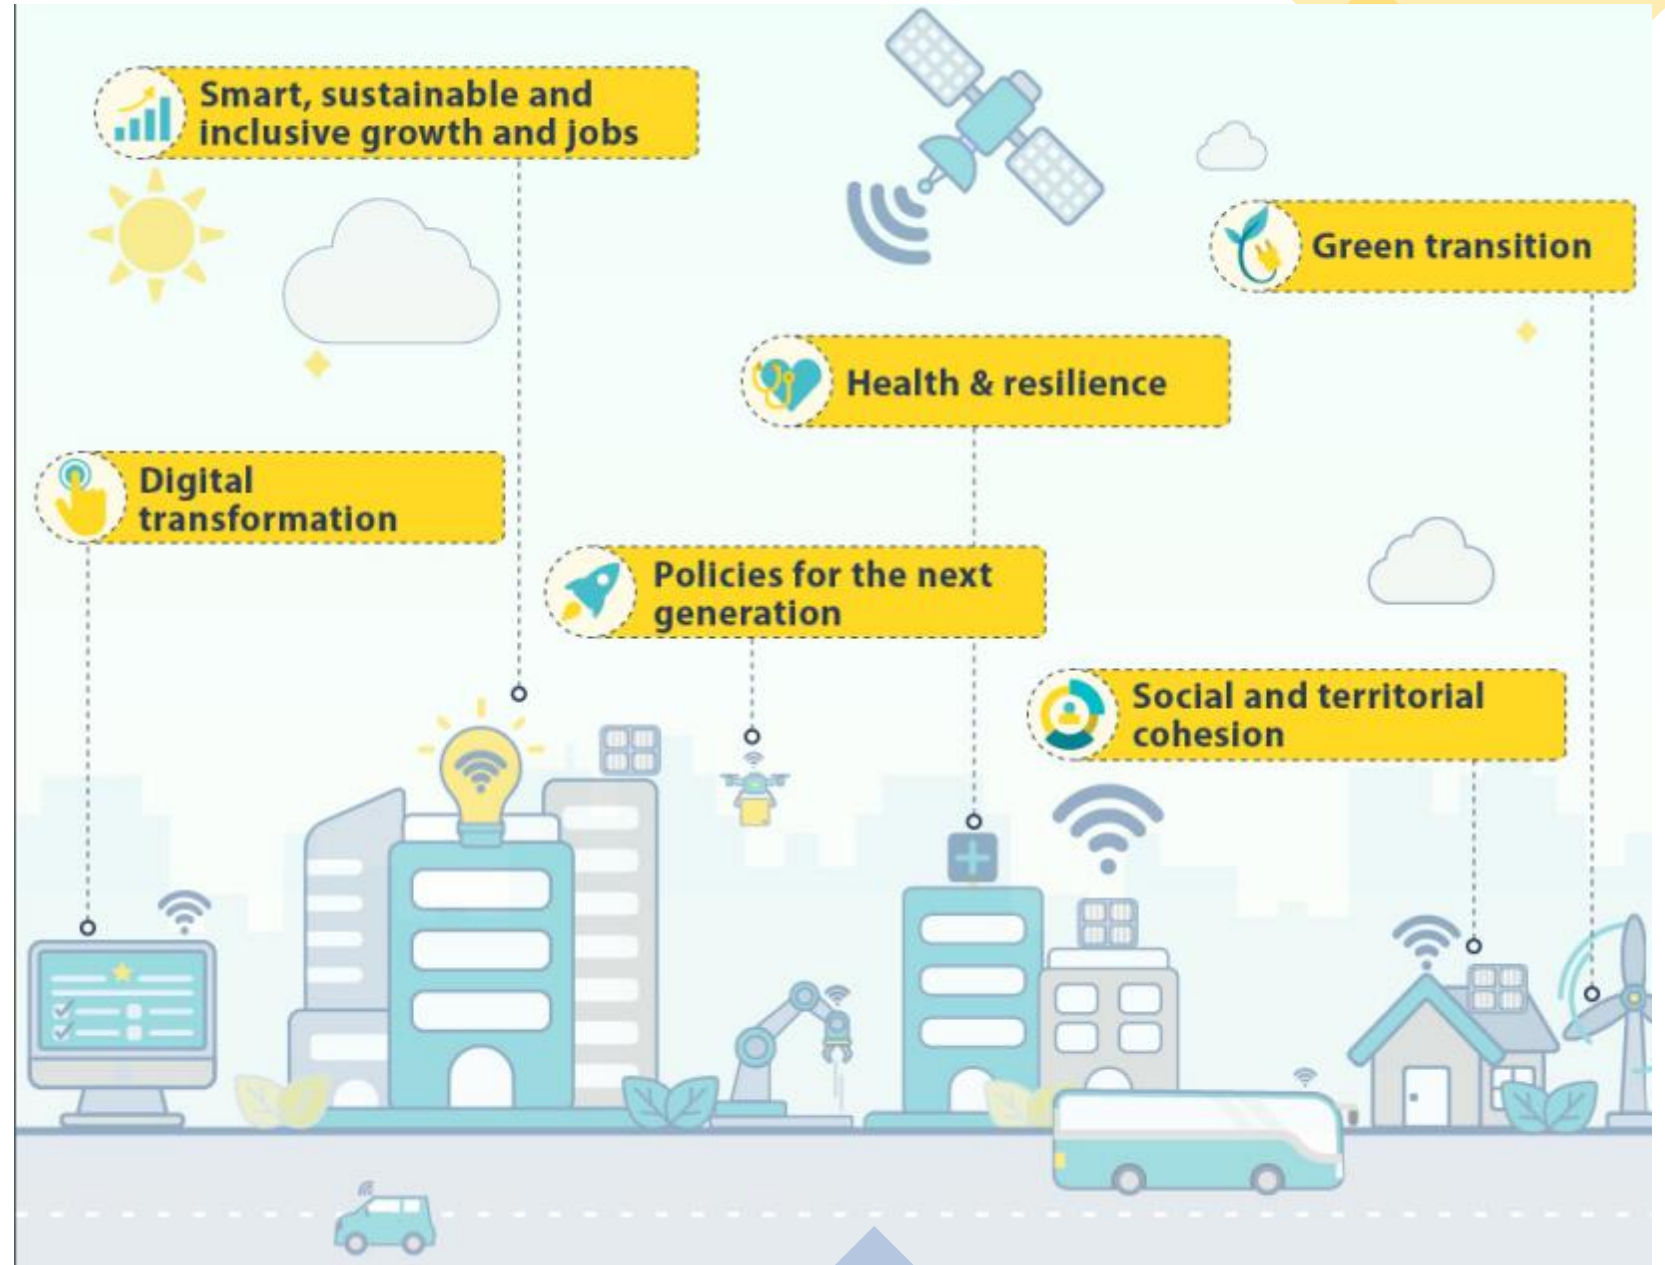 Smart, sustainable and
inclusive growth and jobs
Green transition
Health & resilience
Digital
transformation
Policies for the next
generation
Social and territorial
cohesion